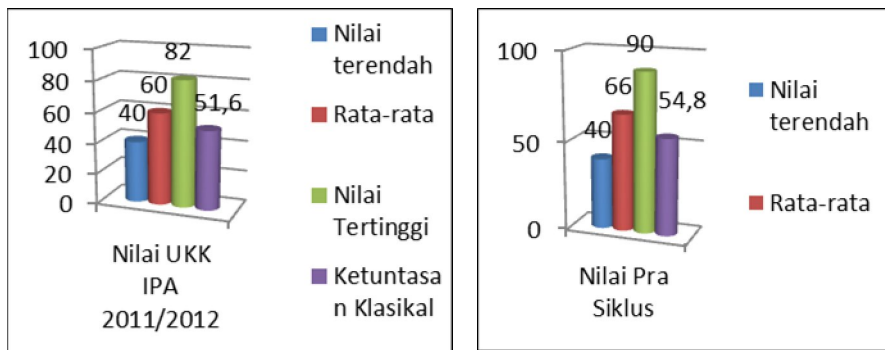 100
80
60
40
20
0
40
60
82
51,6
Nilai UKK
IPA
2011/2012
Nilai
terendah
Rata-rata
Nilai
Tertinggi
Ketuntasa
n Klasikal
100
50
0
40
66
90
54,8
Nilai Pra
Siklus
Nilai
terendah
Rata-rata